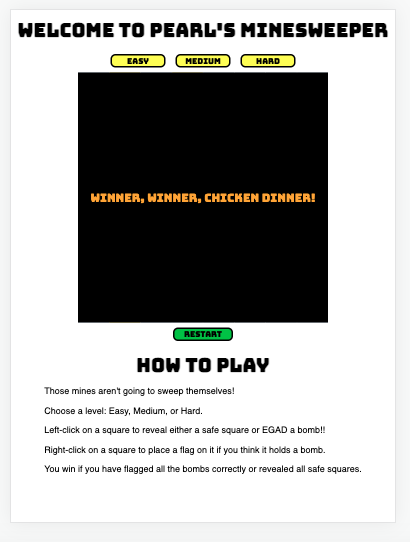 WELCOME TO PEARL'S MINESWEEPER
EASY MEDIUM HARD
WINNER, WINNER, CHICKEN DINNER!
RESTART
HOW TO PLAY
Those mines aren't going to sweep themselves!
Choose a level: Easy, Medium, or Hard.
Left-click on a square to reveal either a safe square or EGAD a bomb!!
Right-click on a square to place a flag on it if you think it holds a bomb.
You win if you have flagged all the bombs correctly or revealed all safe squares.